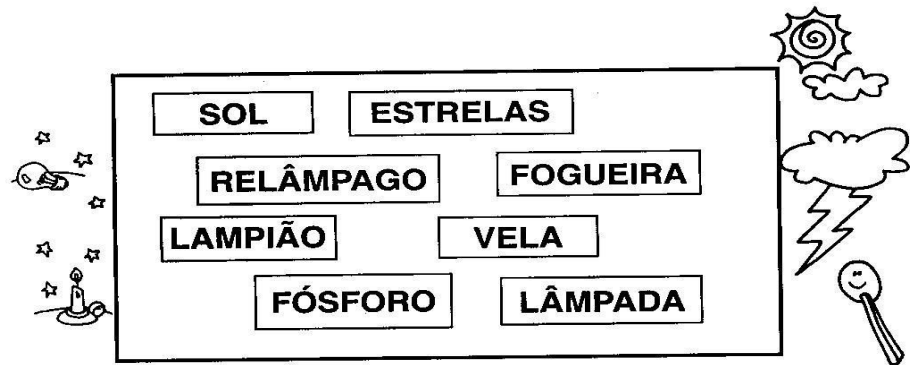 SOL ESTRELAS
RELÂMPAGO FOGUEIRA
LAMPIÃO VELA
FÓSFORO LÂMPADA